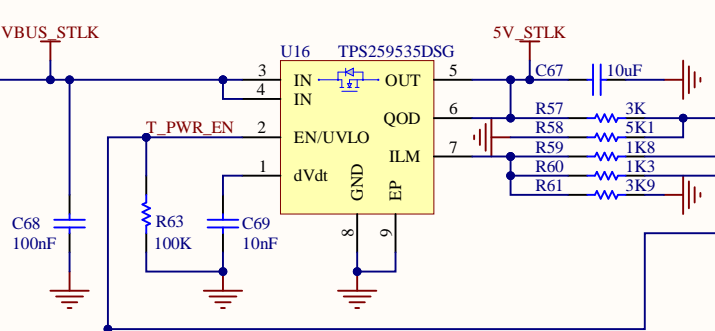 VBUS_STLK
5V_STLK
U16
TPS259535DSG
3
IN
OUT
5
C67
10uF
4
IN
QOD
6
R57
3K
T_PWR_EN
2
EN/UVLO
R58
5K1
ILM
7
R59
1K8
1
dVdt
R60
1K3
R61
3K9
GND
EP
C68
100nF
R63
100K
C69
10nF
8
9